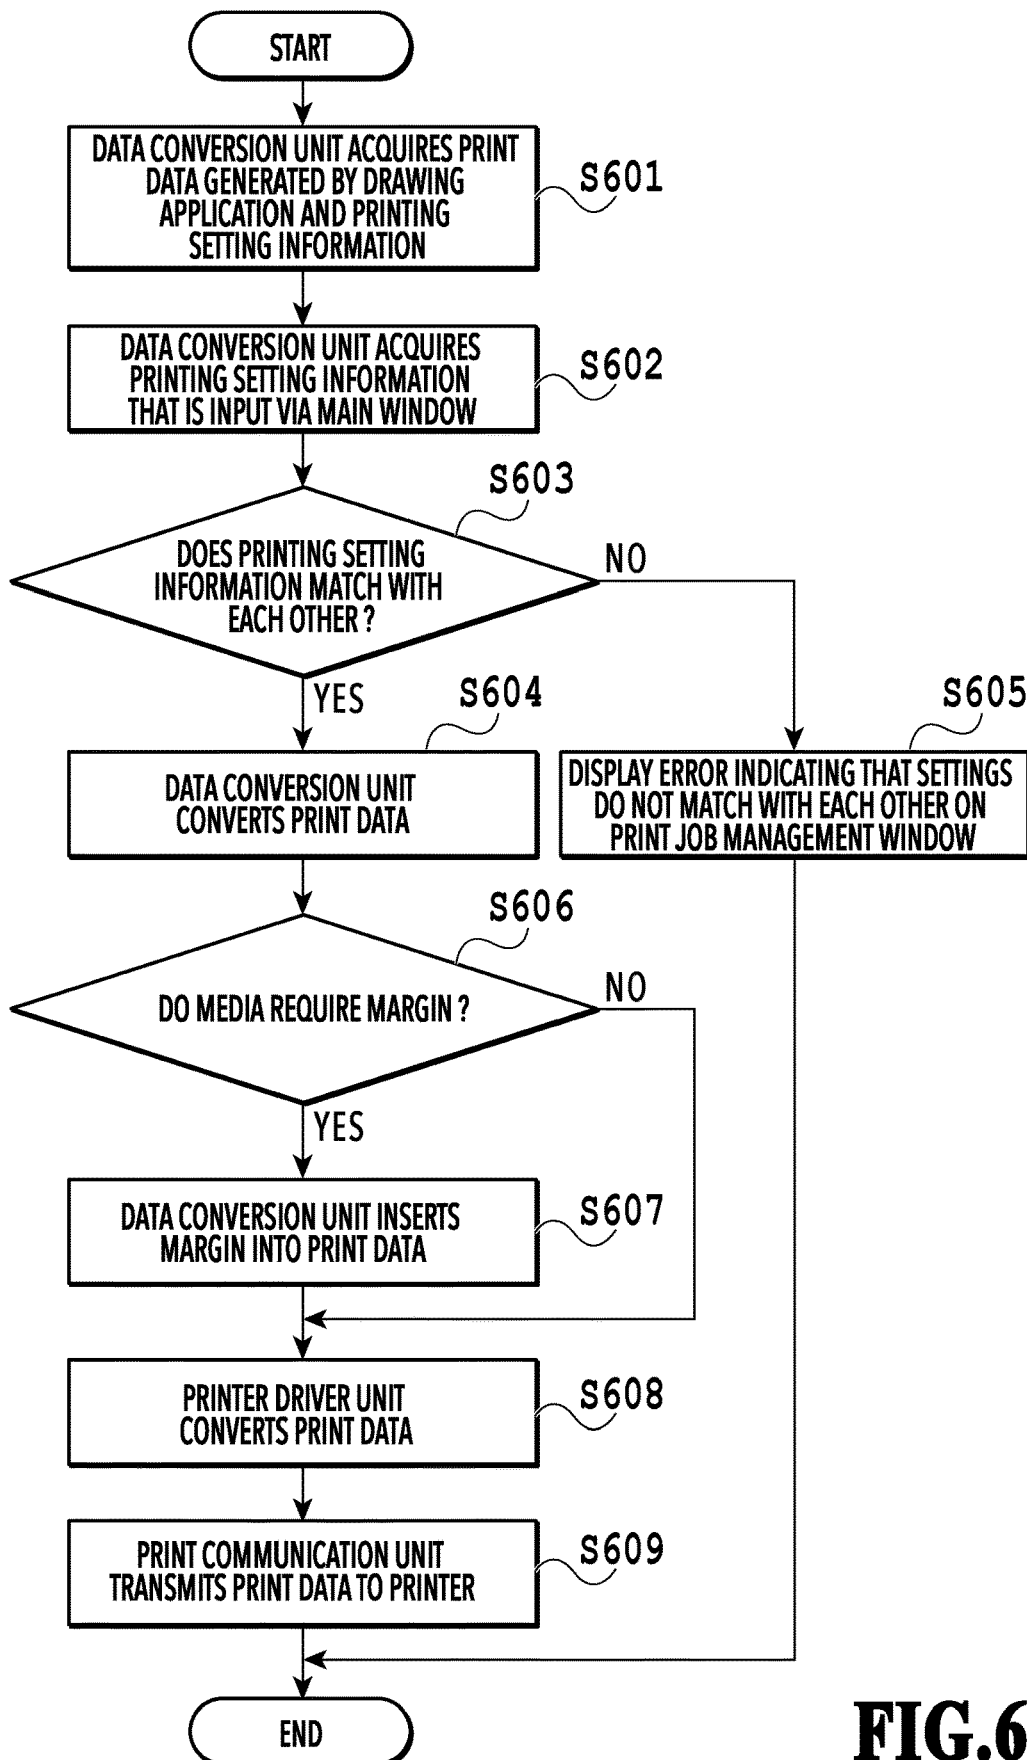 START
DATA CONVERSION UNIT ACQUIRES PRINT
DATA GENERATED BY DRAWING
APPLICATION AND PRINTING
SETTING INFORMATION
S601
DATA CONVERSION UNIT ACQUIRES
PRINTING SETTING INFORMATION
THAT IS INPUT VIA MAIN WINDOW
S602
S603
DOES PRINTING SETTING
INFORMATION MATCH WITH
EACH OTHER ?
NO
YES
S604
S605
DATA CONVERSION UNIT
CONVERTS PRINT DATA
DISPLAY ERROR INDICATING THAT SETTINGS
DO NOT MATCH WITH EACH OTHER ON
PRINT JOB MANAGEMENT WINDOW
S606
DO MEDIA REQUIRE MARGIN ?
NO
YES
DATA CONVERSION UNIT INSERTS
MARGIN INTO PRINT DATA
S607
PRINTER DRIVER UNIT
CONVERTS PRINT DATA
S608
PRINT COMMUNICATION UNIT
TRANSMITS PRINT DATA TO PRINTER
S609
END
FIG.6